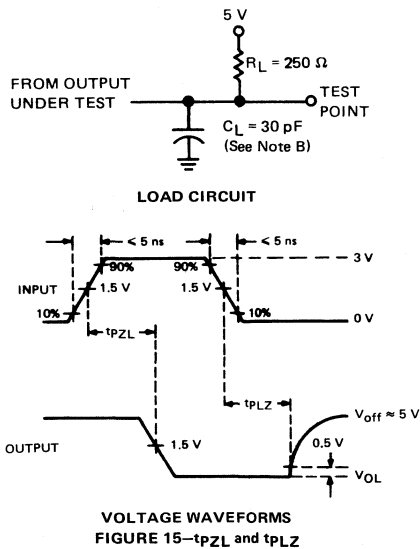 5 V
R_L = 250 Ω
FROM OUTPUT
UNDER TEST
TEST
POINT
C_L = 30 pF
(See Note B)
LOAD CIRCUIT
≤ 5 ns
≤ 5 ns
90%
90%
3 V
INPUT
1.5 V
1.5 V
10%
10%
0 V
tPZL
tPLZ
V_off ≈ 5 V
0.5 V
OUTPUT
1.5 V
V_OL
VOLTAGE WAVEFORMS
FIGURE 15—tPZL and tPLZ